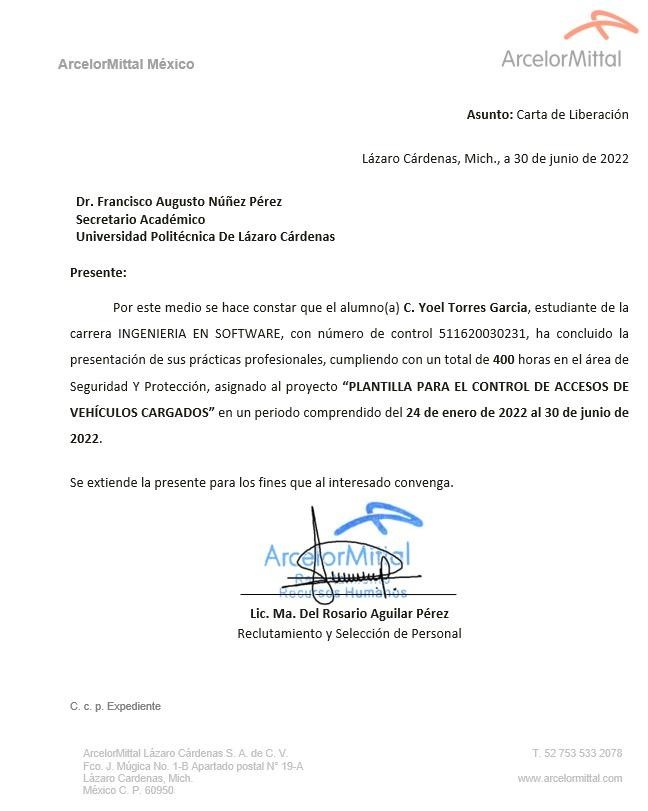 ArcelorMittal México
ArcelorMittal
Asunto: Carta de Liberación
Lázaro Cárdenas, Mich., a 30 de junio de 2022
Dr. Francisco Augusto Núñez Pérez
Secretario Académico
Universidad Politécnica De Lázaro Cárdenas
Presente:
Por este medio se hace constar que el alumno(a) C. Yoel Torres Garcia, estudiante de la
carrera INGENIERIA EN SOFTWARE, con número de control 511620030231, ha concluido la
presentación de sus prácticas profesionales, cumpliendo con un total de 400 horas en el área de
Seguridad Y Protección, asignado al proyecto “PLANTILLA PARA EL CONTROL DE ACCESOS DE
VEHÍCULOS CARGADOS” en un periodo comprendido del 24 de enero de 2022 al 30 de junio de
2022.
Se extiende la presente para los fines que al interesado convenga.
ArcelorMittal
Recursos Humanos
Lic. Ma. Del Rosario Aguilar Pérez
Reclutamiento y Selección de Personal
C. c. p. Expediente
ArcelorMittal Lázaro Cárdenas S. A. de C. V.
Fco. J. Múgica No. 1-B Apartado postal N° 19-A
Lázaro Cardenas, Mich.
México C. P. 60950
T. 52 753 533 2078
www.arcelormittal.com